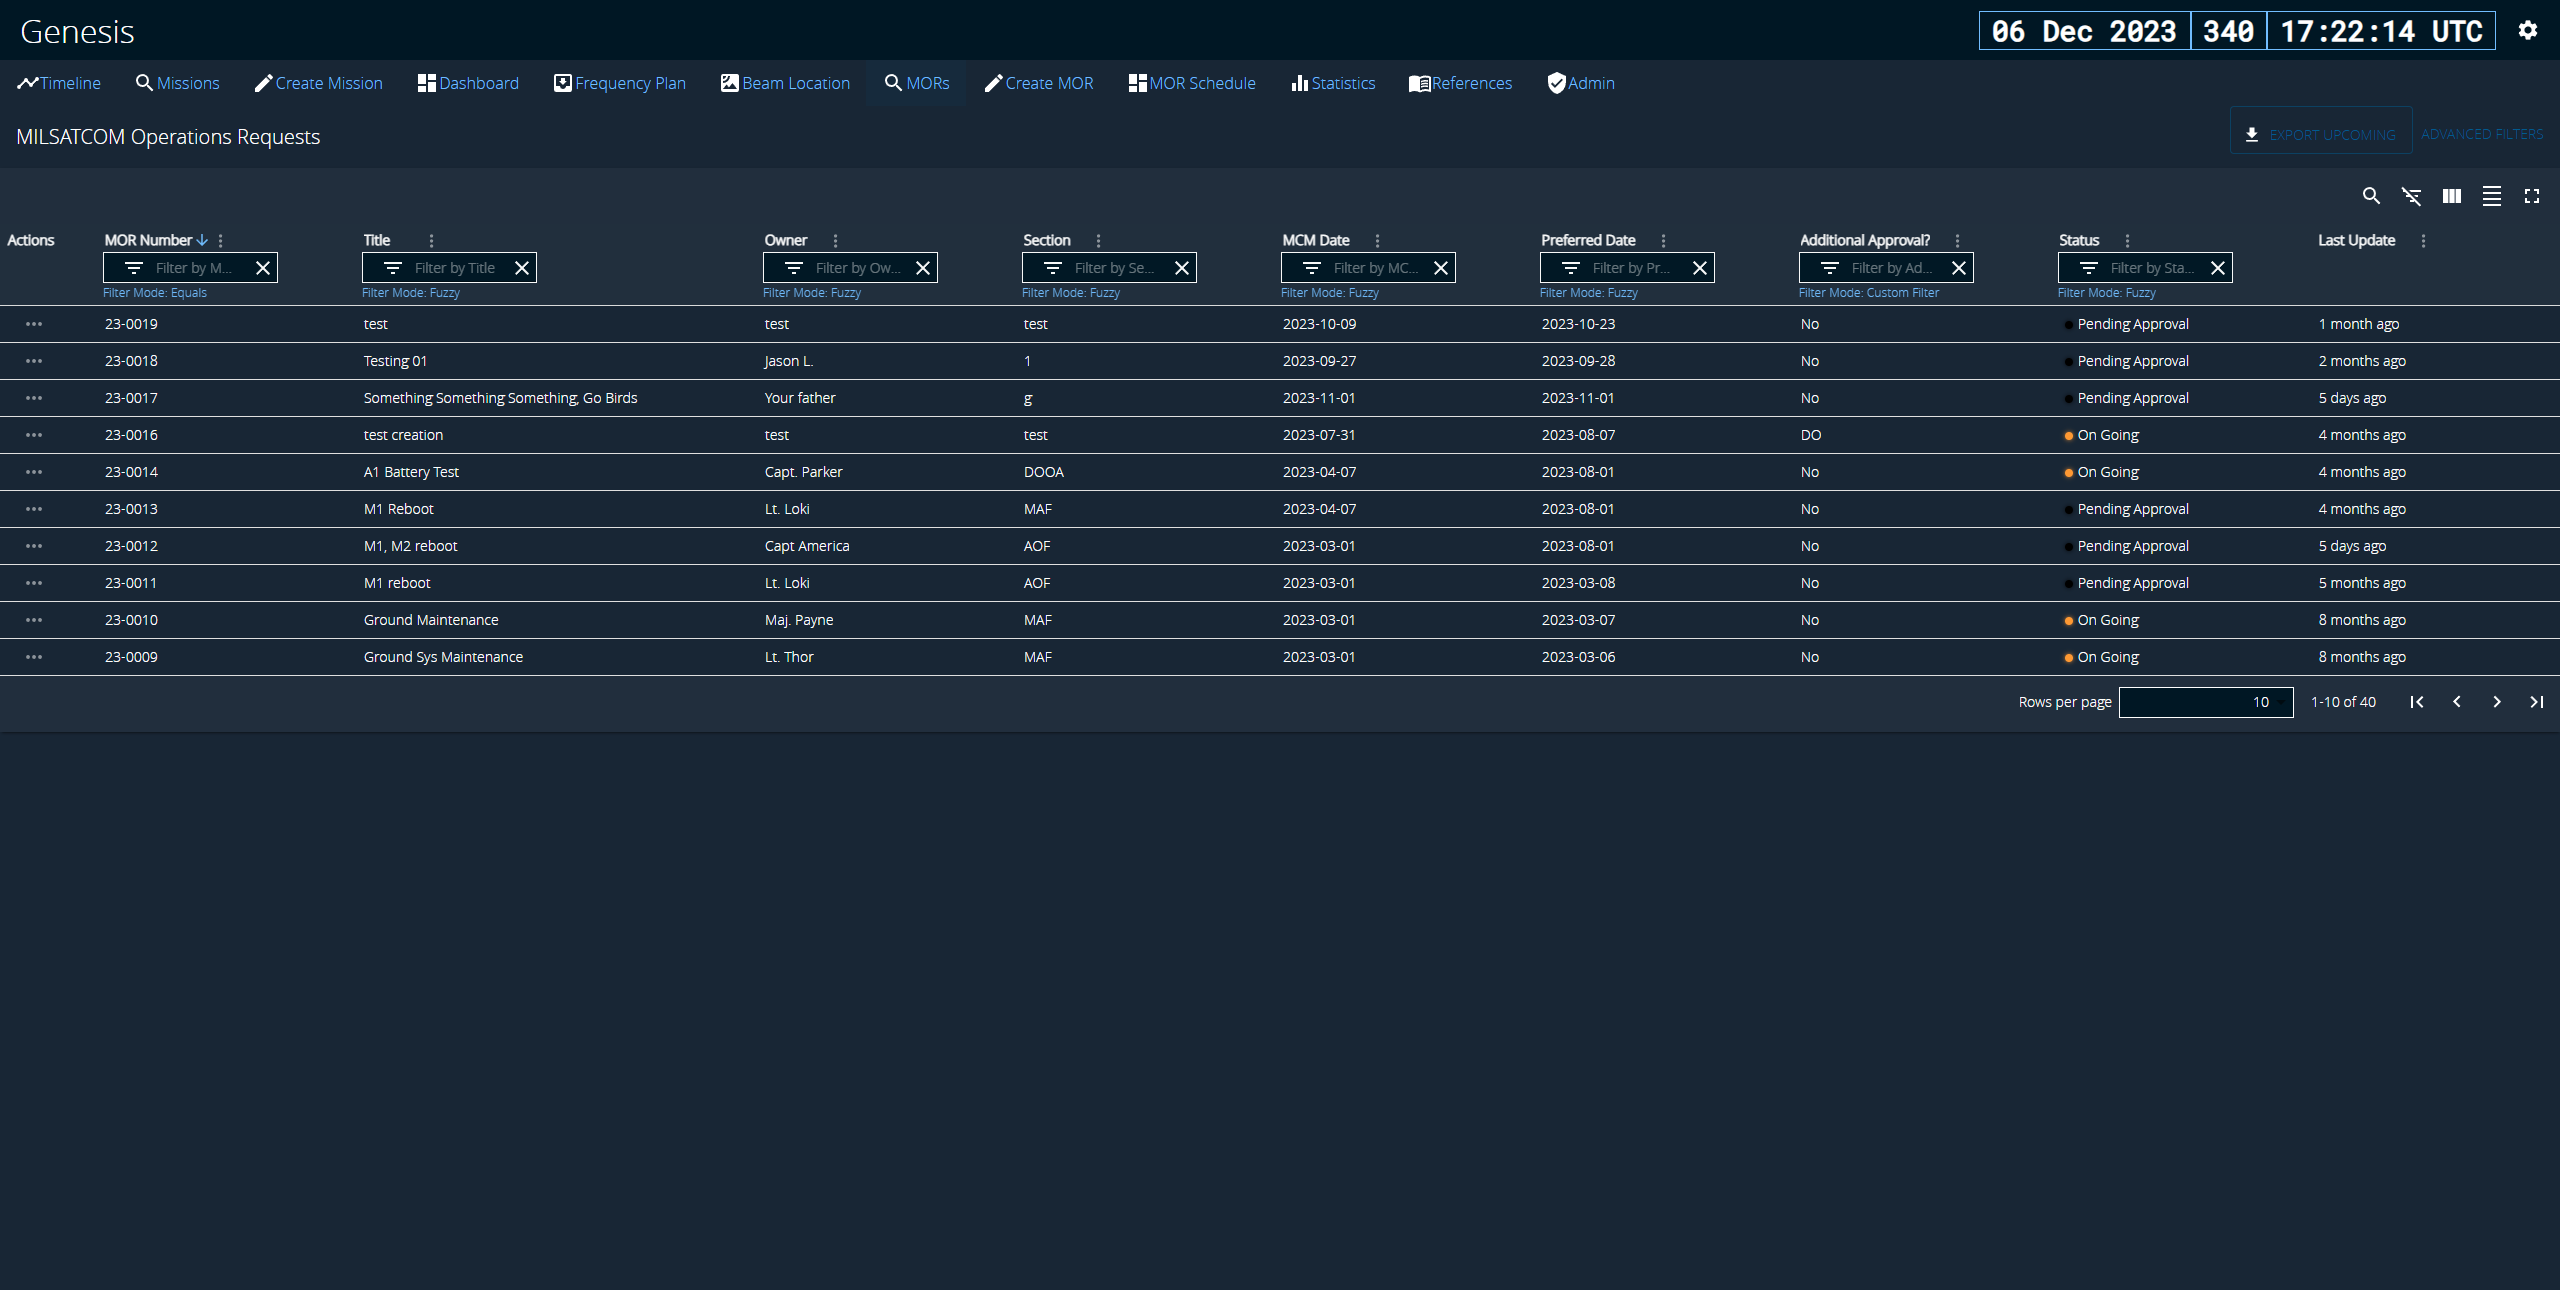 Genesis
06 Dec 2023 340 17:22:14 UTC
Timeline Missions Create Mission Dashboard Frequency Plan Beam Location MORs Create MOR MOR Schedule Statistics References Admin
MILSATCOM Operations Requests EXPORT UPCOMING ADVANCED FILTERS
Actions MOR Number Title Owner Section MCM Date Preferred Date Additional Approval? Status Last Update
Filter by M... Filter by Title Filter by Ow... Filter by Se... Filter by MC... Filter by Pr... Filter by Ad... Filter by Sta...
Filter Mode: Equals Filter Mode: Fuzzy Filter Mode: Fuzzy Filter Mode: Fuzzy Filter Mode: Fuzzy Filter Mode: Fuzzy Filter Mode: Custom Filter Filter Mode: Fuzzy
23-0019 test test test 2023-10-09 2023-10-23 No Pending Approval 1 month ago
23-0018 Testing 01 Jason L. 1 2023-09-27 2023-09-28 No Pending Approval 2 months ago
23-0017 Something Something Something, Go Birds Your father g 2023-11-01 2023-11-01 No Pending Approval 5 days ago
23-0016 test creation test test 2023-07-31 2023-08-07 DO On Going 4 months ago
23-0014 A1 Battery Test Capt. Parker DOOA 2023-04-07 2023-08-01 No On Going 4 months ago
23-0013 M1 Reboot Lt. Loki MAF 2023-04-07 2023-08-01 No Pending Approval 4 months ago
23-0012 M1, M2 reboot Capt America AOF 2023-03-01 2023-08-01 No Pending Approval 5 days ago
23-0011 M1 reboot Lt. Loki AOF 2023-03-01 2023-03-08 No Pending Approval 5 months ago
23-0010 Ground Maintenance Maj. Payne MAF 2023-03-01 2023-03-07 No On Going 8 months ago
23-0009 Ground Sys Maintenance Lt. Thor MAF 2023-03-01 2023-03-06 No On Going 8 months ago
Rows per page 10 1-10 of 40